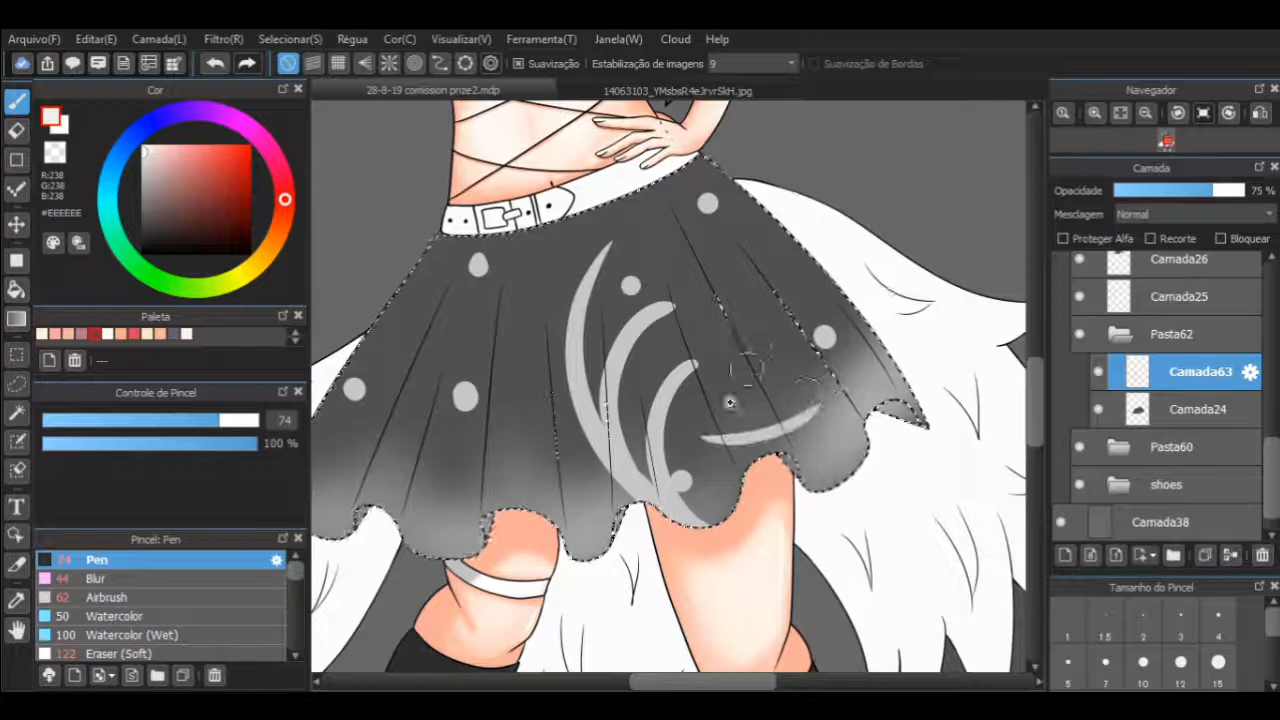 Arquivo(F) Editar(E) Camada(L) Filtro(R) Selecionar(S) Régua Cor(C) Visualizar(V) Ferramenta(T) Janela(W) Cloud Help
Suavização Estabilização de imagens 9 Suavização de Bordas
Cor
28-8-19 comission prize2.mdp 14063103_YMsbsR4eJrvrSkH.jpg
Navegador
R:238
G:238
B:238
#EEEEEE
Camada
Opacidade 75 %
Mesclagem Normal
Proteger Alfa Recorte Bloquear
Camada26
Camada25
Pasta62
Camada63
Camada24
Pasta60
shoes
Camada38
Paleta
---
Controle de Pincel
74
100 %
Pincel: Pen
74 Pen
44 Blur
62 Airbrush
50 Watercolor
100 Watercolor (Wet)
122 Eraser (Soft)
Tamanho do Pincel
1 1.5 2 3 4
5 7 10 12 15